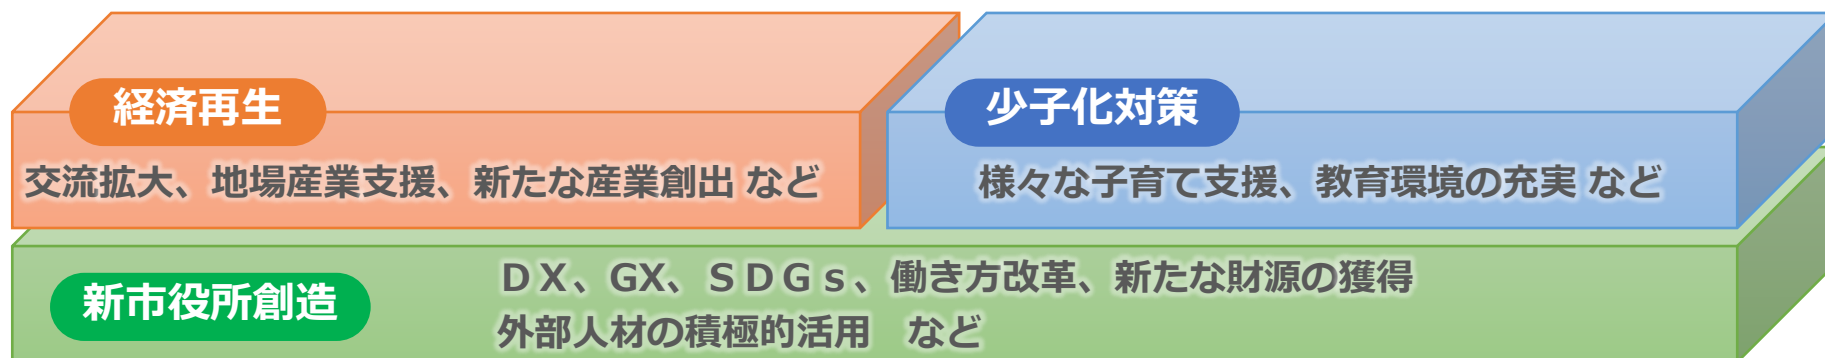 経済再生
交流拡大、地場産業支援、新たな産業創出 など
少子化対策
様々な子育て支援、教育環境の充実 など
新市役所創造
ＤＸ、GX、ＳＤＧｓ、働き方改革、新たな財源の獲得
外部人材の積極的活用　など